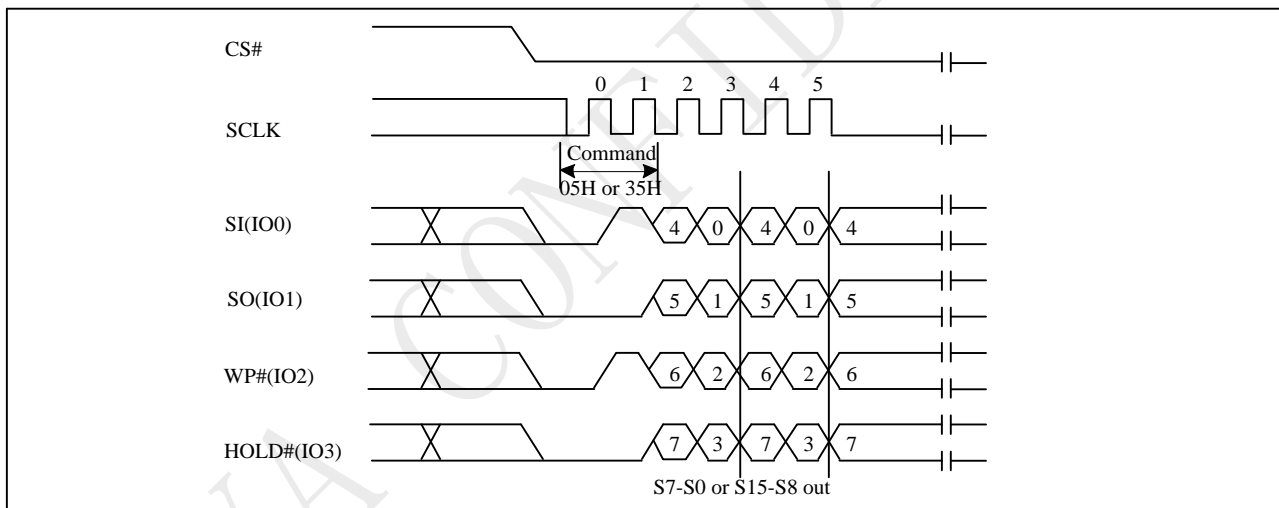 CS#
0 1 2 3 4 5
SCLK
Command
05H or 35H
SI(IO0) 4 0 4 0 4
SO(IO1) 5 1 5 1 5
WP#(IO2) 6 2 6 2 6
HOLD#(IO3) 7 3 7 3 7
S7-S0 or S15-S8 out